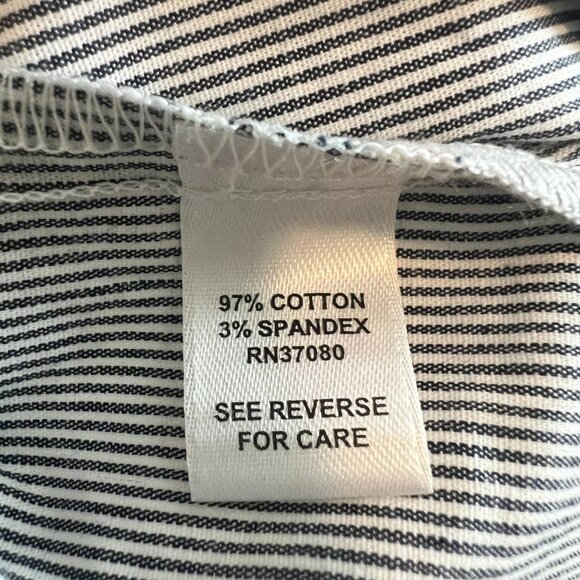 97% COTTON
3% SPANDEX
RN37080
SEE REVERSE
FOR CARE